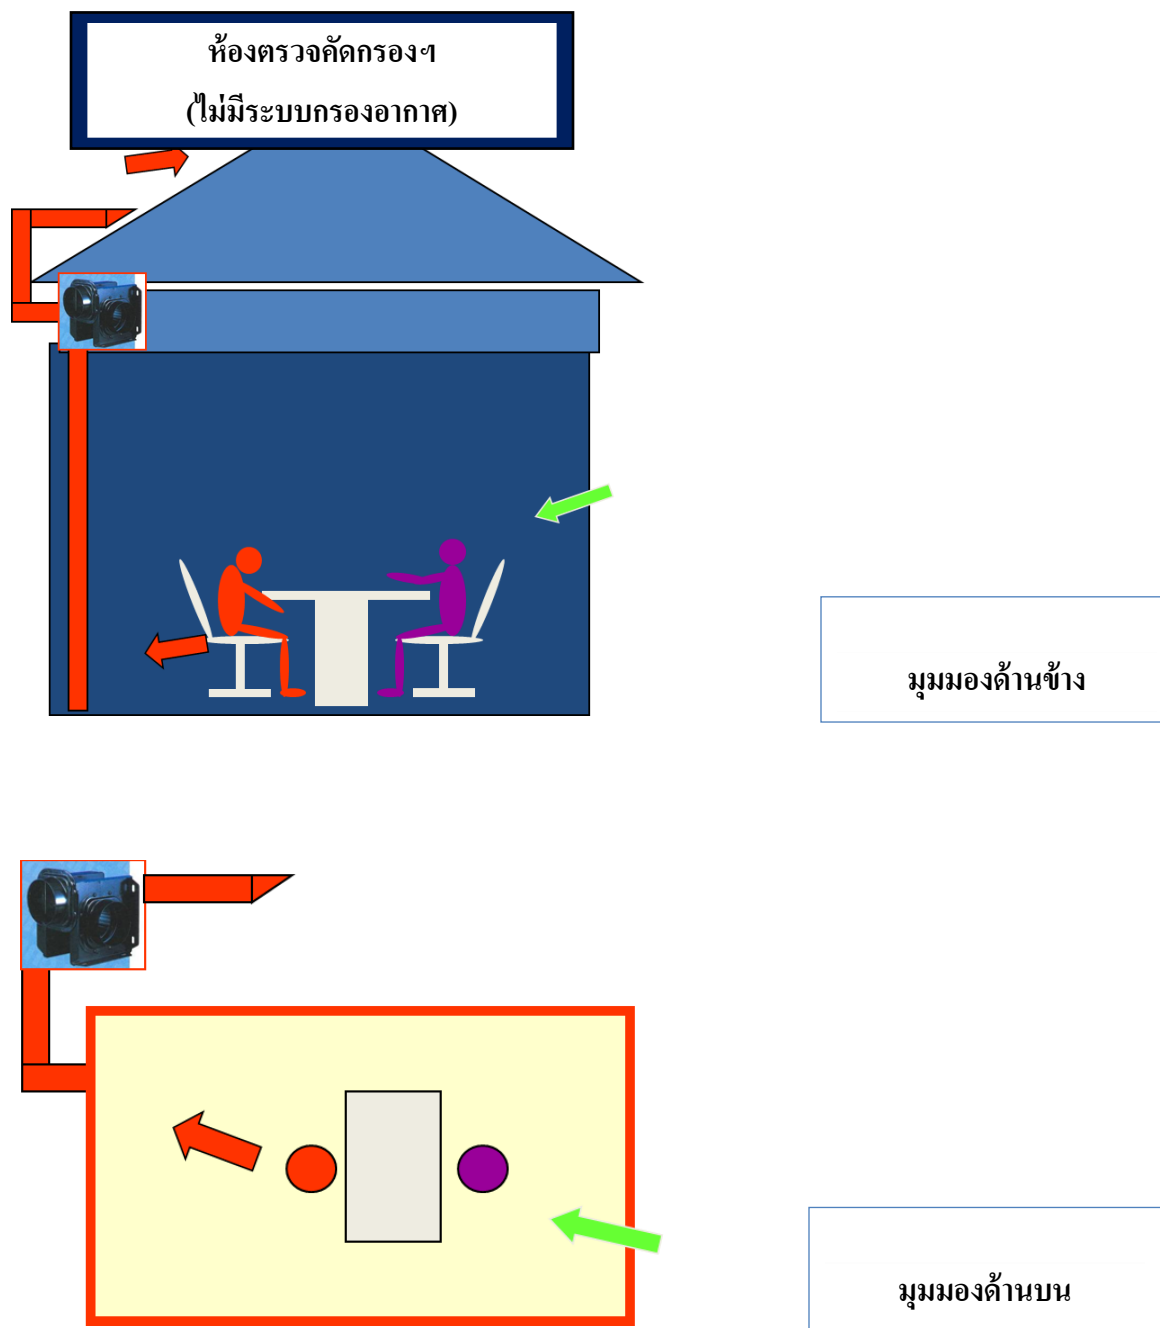 ห้องตรวจคัดกรองฯ
(ไม่มีระบบกรองอากาศ)
มุมมองด้านข้าง
มุมมองด้านบน